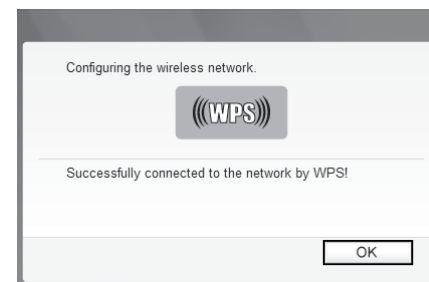 Configuring the wireless network.
(((WPS)))
Successfully connected to the network by WPS!
OK